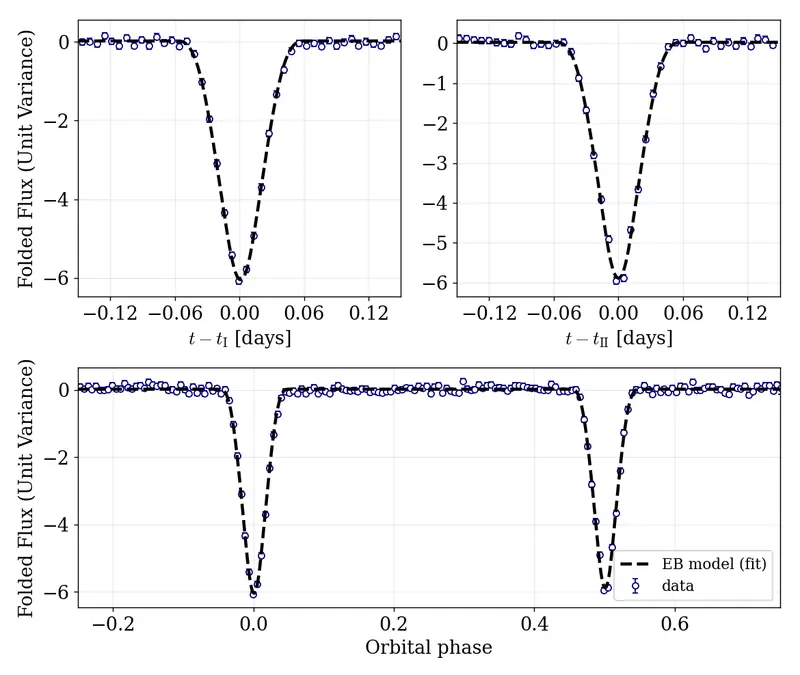 Folded Flux (Unit Variance)
0
−2
−4
−6
−0.12 −0.06 0.00 0.06 0.12
t − t_I [days]
0
−1
−2
−3
−4
−5
−6
−0.12 −0.06 0.00 0.06 0.12
t − t_II [days]
Folded Flux (Unit Variance)
0
−2
−4
−6
−0.2 0.0 0.2 0.4 0.6
Orbital phase
EB model (fit)
data